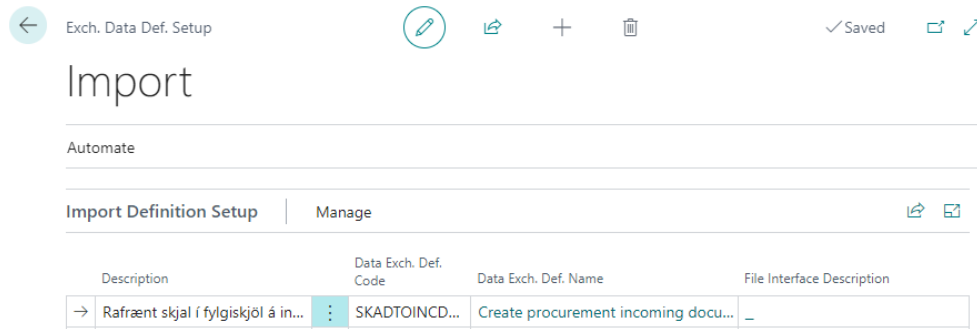 Exch. Data Def. Setup
Saved
Import
Automate
Import Definition Setup Manage
Description
Data Exch. Def.
Code
Data Exch. Def. Name
File Interface Description
Rafrænt skjal í fylgiskjöl á in... SKADTOINCD... Create procurement incoming docu... _